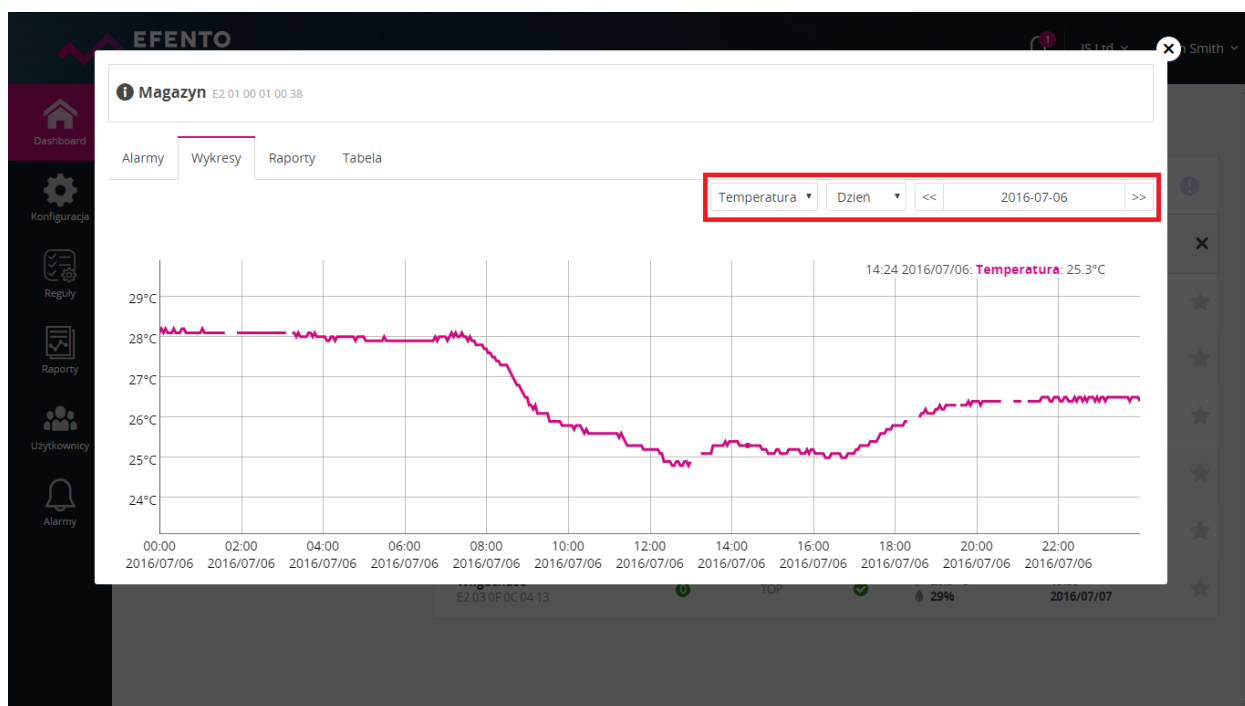 EFENTO
1
JS Ltd
Smith
Magazyn E2 01 00 01 00 38
Dashboard
Alarmy Wykresy Raporty Tabela
Temperatura Dzień << 2016-07-06 >>
Konfiguracja
14:24 2016/07/06: Temperatura: 25.3°C
Reguły
29°C
28°C
Raporty
27°C
26°C
Użytkownicy
25°C
24°C
Alarmy
00:00 02:00 04:00 06:00 08:00 10:00 12:00 14:00 16:00 18:00 20:00 22:00
2016/07/06 2016/07/06 2016/07/06 2016/07/06 2016/07/06 2016/07/06 2016/07/06 2016/07/06 2016/07/06 2016/07/06 2016/07/06 2016/07/06
E2 03 0F 0C 04 13 0 TOP 29% 2016/07/07